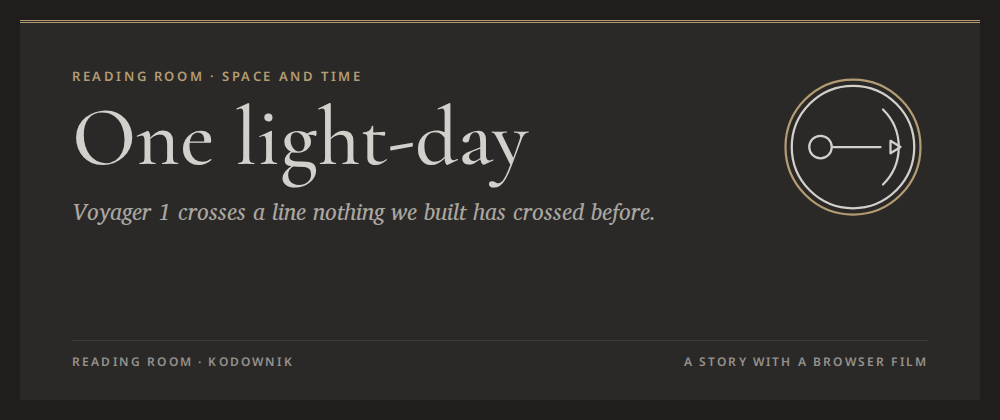 READING ROOM · SPACE AND TIME
One light-day
Voyager 1 crosses a line nothing we built has crossed before.
READING ROOM · KODOWNIK
A STORY WITH A BROWSER FILM